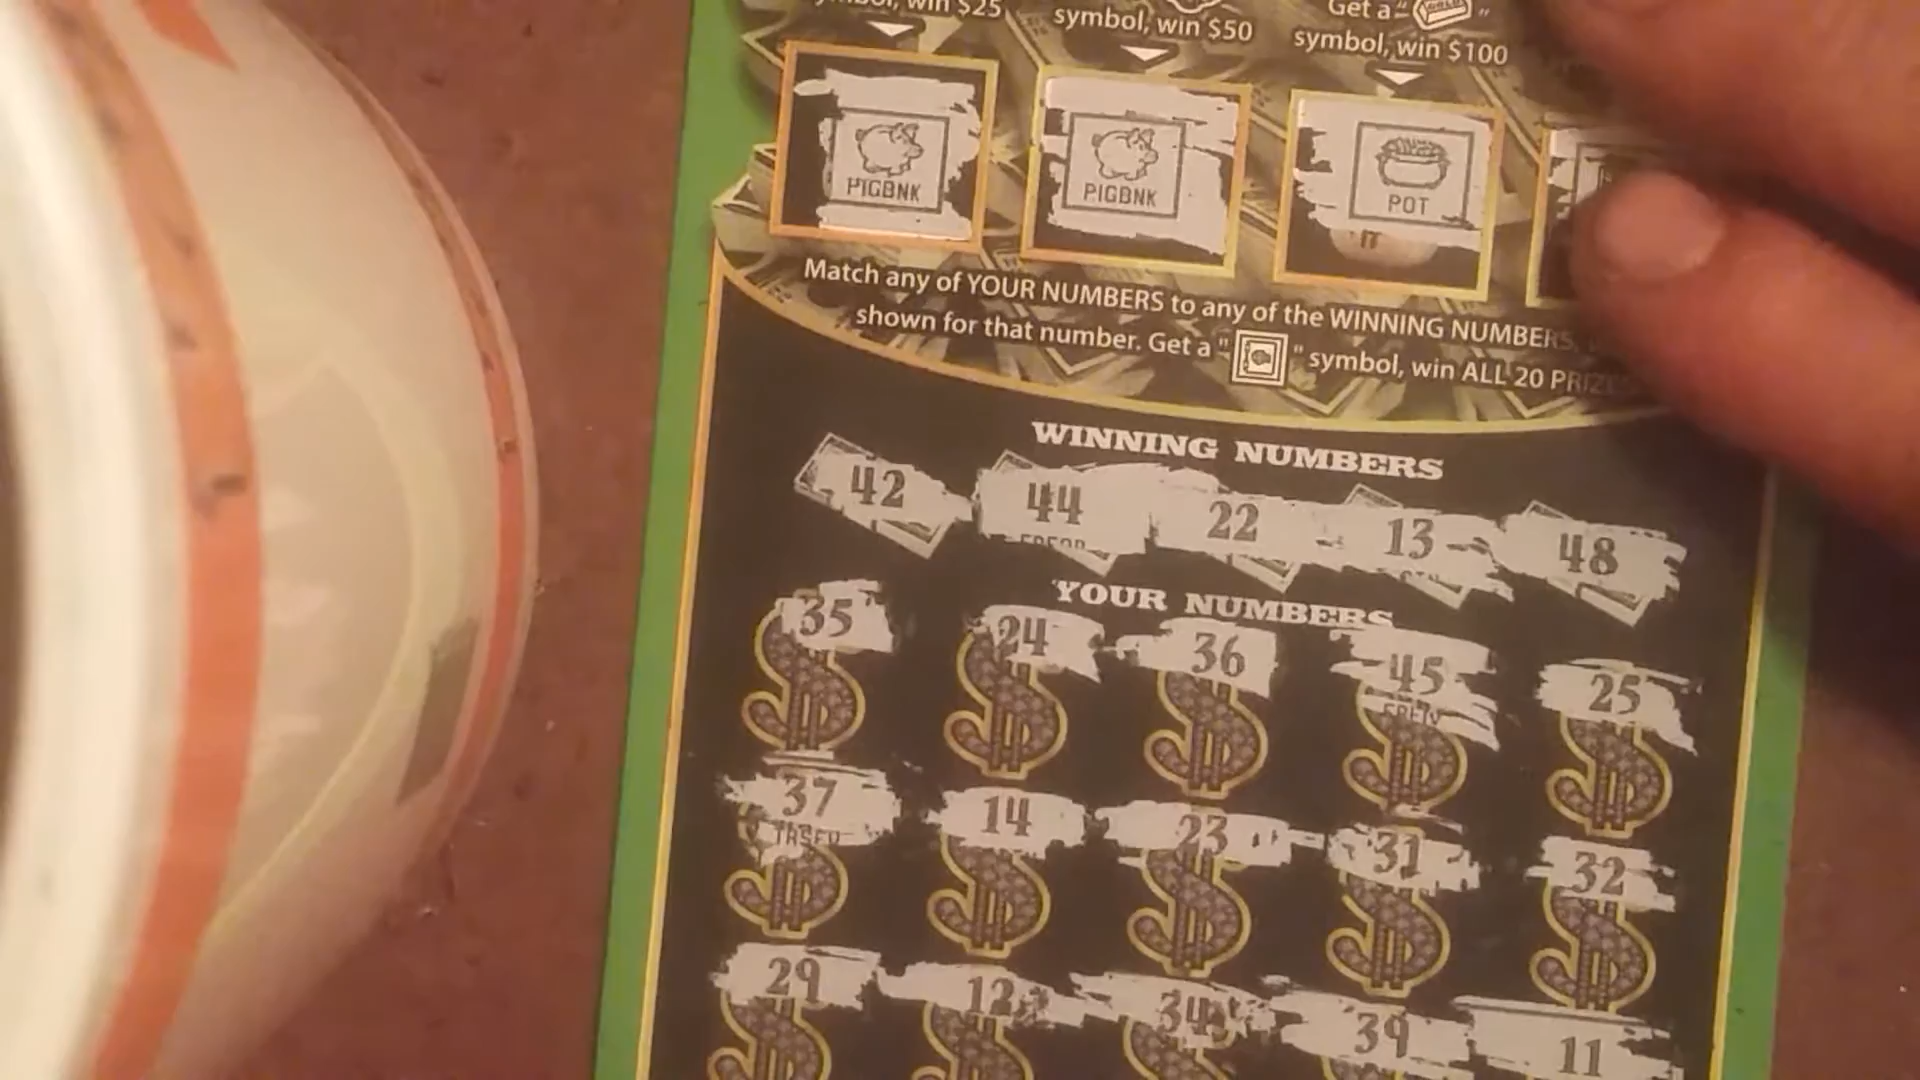 win $25
symbol, win $50
Get a " "
symbol, win $100
PIGBNK
PIGBNK
POT
Match any of YOUR NUMBERS to any of the WINNING NUMBERS,
shown for that number. Get a " " symbol, win ALL 20
WINNING NUMBERS
42 44 22 13 48
YOUR NUMBERS
35 24 36 45 25
37 14 23 31 32
29 12 34 39 11